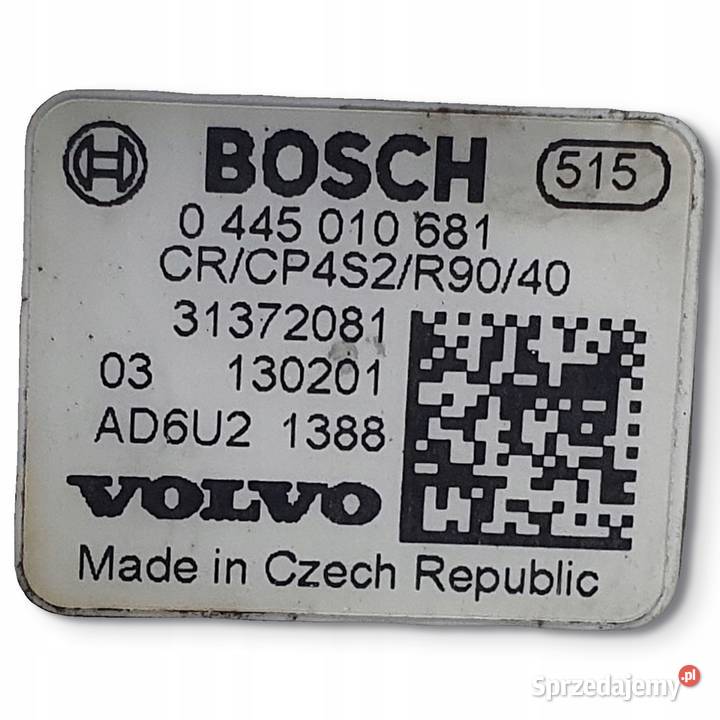 BOSCH 515
0 445 010 681
CR/CP4S2/R90/40
31372081
03 130201
AD6U2 1388
VOLVO
Made in Czech Republic
Sprzedajemy.pl